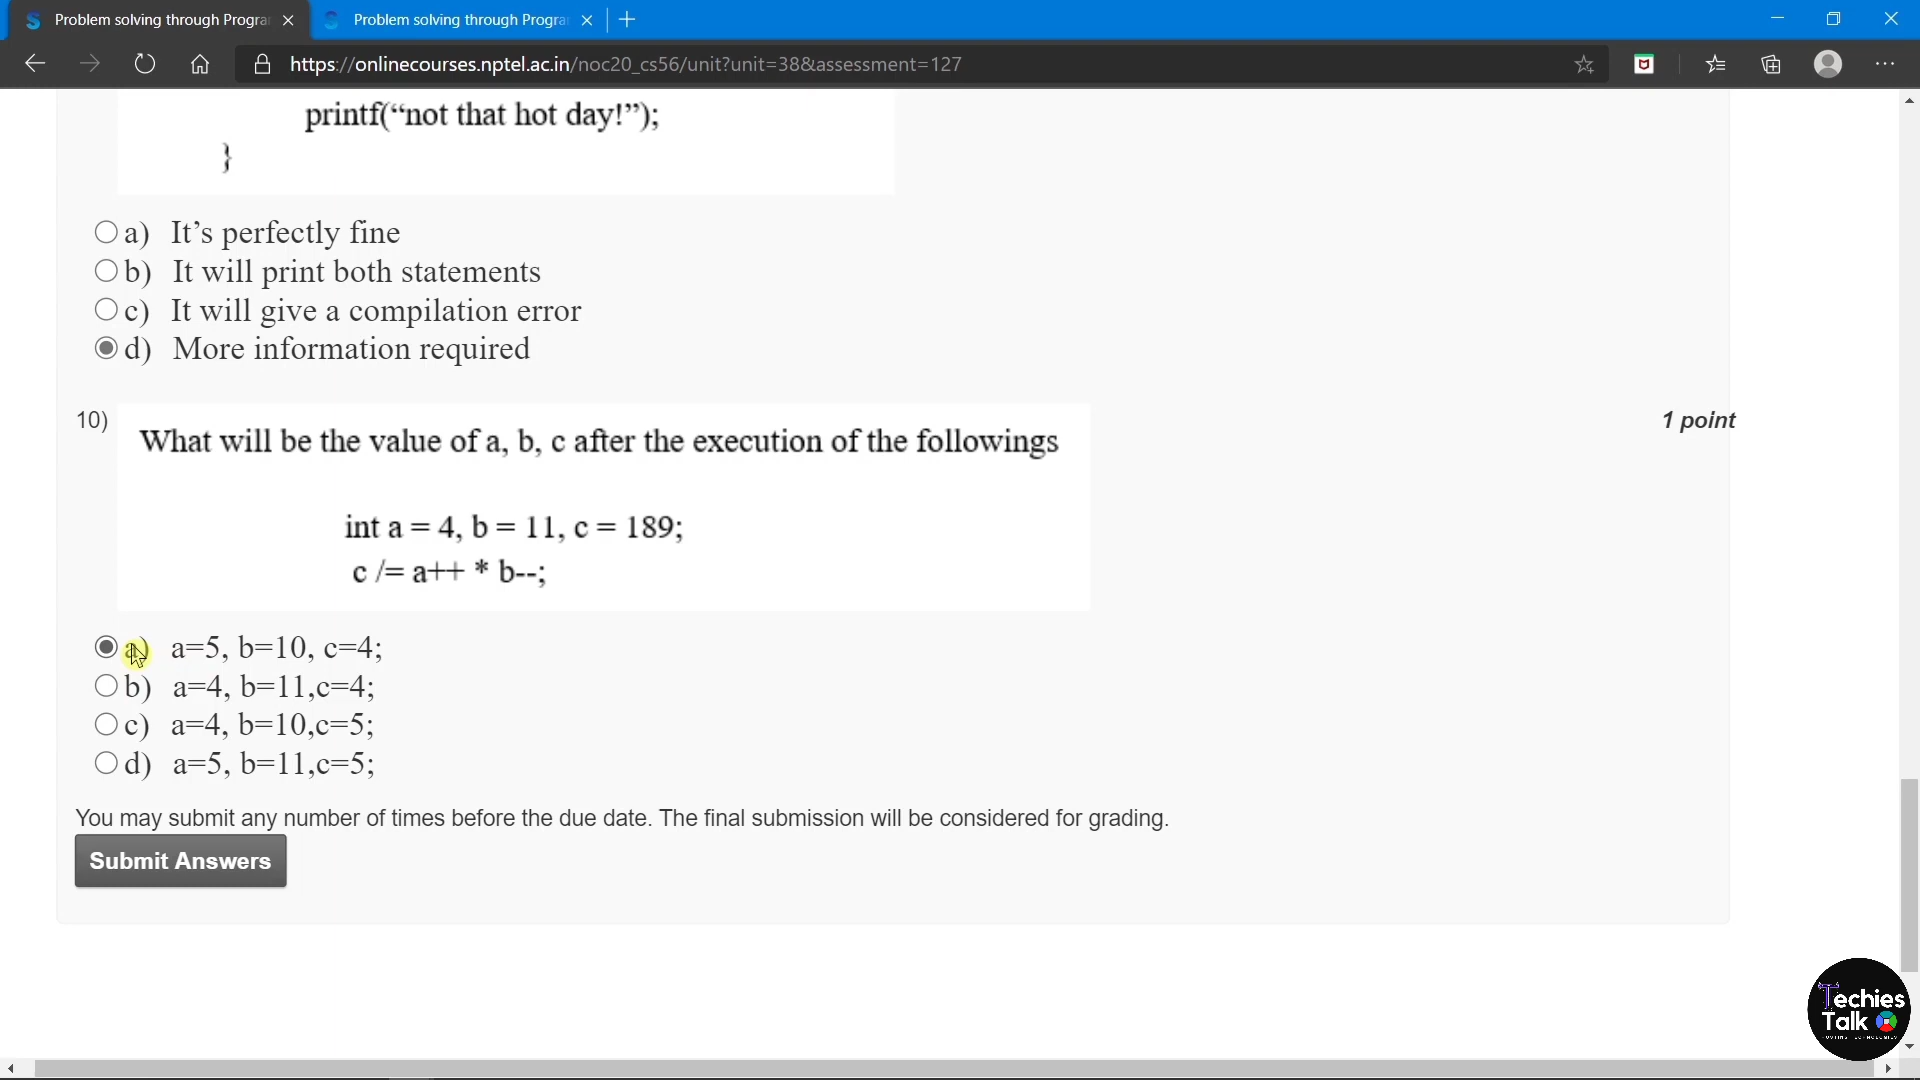 Problem solving through Progra
Problem solving through Progra
https://onlinecourses.nptel.ac.in/noc20_cs56/unit?unit=38&assessment=127
printf(“not that hot day!”);
}
a) It’s perfectly fine
b) It will print both statements
c) It will give a compilation error
d) More information required
10)
1 point
What will be the value of a, b, c after the execution of the followings
int a = 4, b = 11, c = 189;
c /= a++ * b--;
a) a=5, b=10, c=4;
b) a=4, b=11,c=4;
c) a=4, b=10,c=5;
d) a=5, b=11,c=5;
You may submit any number of times before the due date. The final submission will be considered for grading.
Submit Answers
Techies
Talk